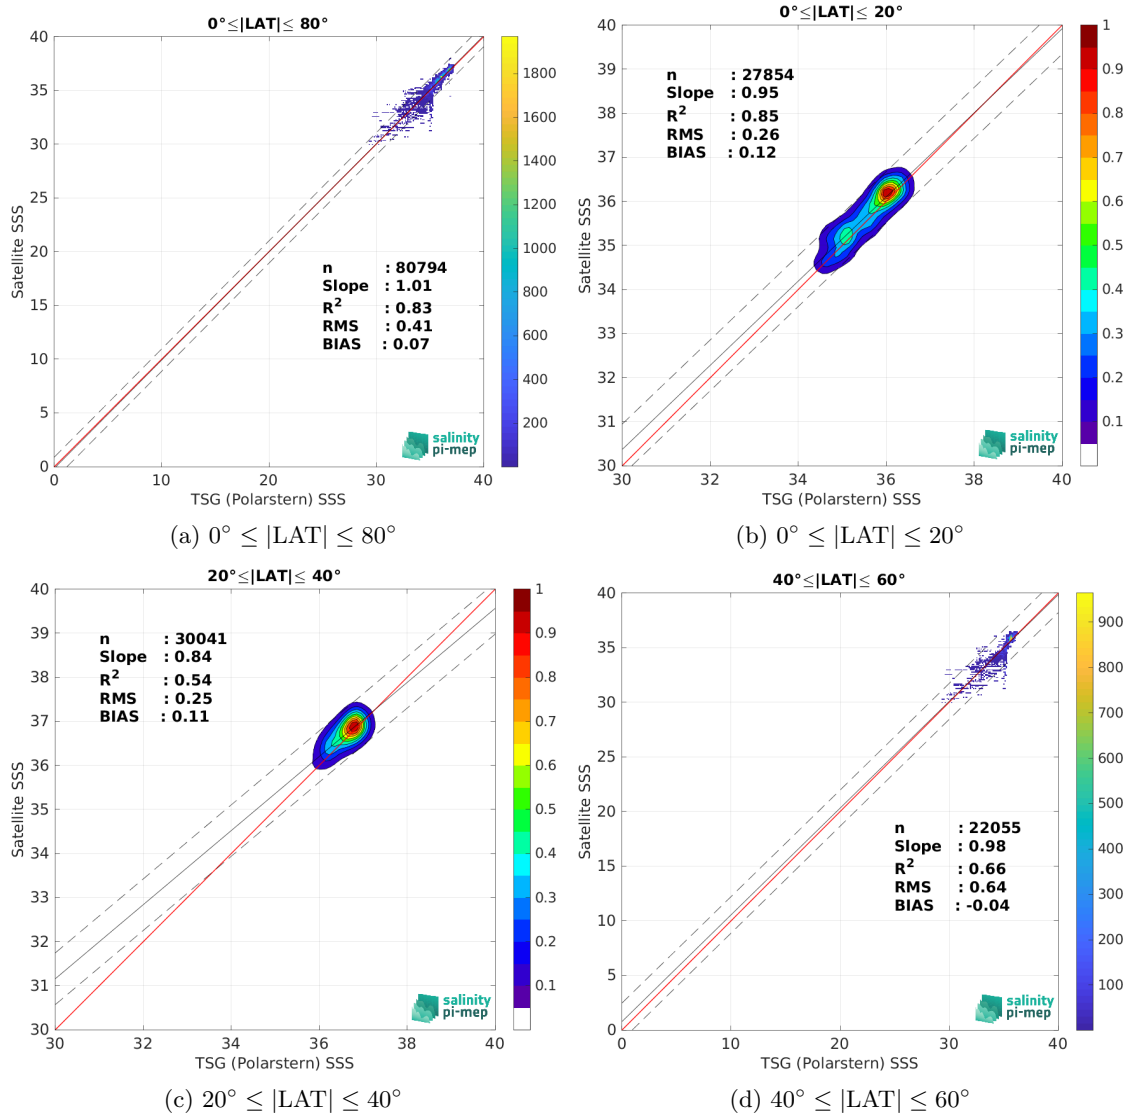 0°≤|LAT|≤ 80°
40
35
30
25
20
15
10
5
0
Satellite SSS
n : 80794
Slope : 1.01
R² : 0.83
RMS : 0.41
BIAS : 0.07
salinity
pi-mep
0 10 20 30 40
TSG (Polarstern) SSS
1800
1600
1400
1200
1000
800
600
400
200
(a) 0° ≤ |LAT| ≤ 80°
0°≤|LAT|≤ 20°
40
39
38
37
36
35
34
33
32
31
30
Satellite SSS
n : 27854
Slope : 0.95
R² : 0.85
RMS : 0.26
BIAS : 0.12
salinity
pi-mep
30 32 34 36 38 40
TSG (Polarstern) SSS
1
0.9
0.8
0.7
0.6
0.5
0.4
0.3
0.2
0.1
(b) 0° ≤ |LAT| ≤ 20°
20°≤|LAT|≤ 40°
40
39
38
37
36
35
34
33
32
31
30
Satellite SSS
n : 30041
Slope : 0.84
R² : 0.54
RMS : 0.25
BIAS : 0.11
salinity
pi-mep
30 32 34 36 38 40
TSG (Polarstern) SSS
1
0.9
0.8
0.7
0.6
0.5
0.4
0.3
0.2
0.1
(c) 20° ≤ |LAT| ≤ 40°
40°≤|LAT|≤ 60°
40
35
30
25
20
15
10
5
0
Satellite SSS
n : 22055
Slope : 0.98
R² : 0.66
RMS : 0.64
BIAS : -0.04
salinity
pi-mep
0 10 20 30 40
TSG (Polarstern) SSS
900
800
700
600
500
400
300
200
100
(d) 40° ≤ |LAT| ≤ 60°